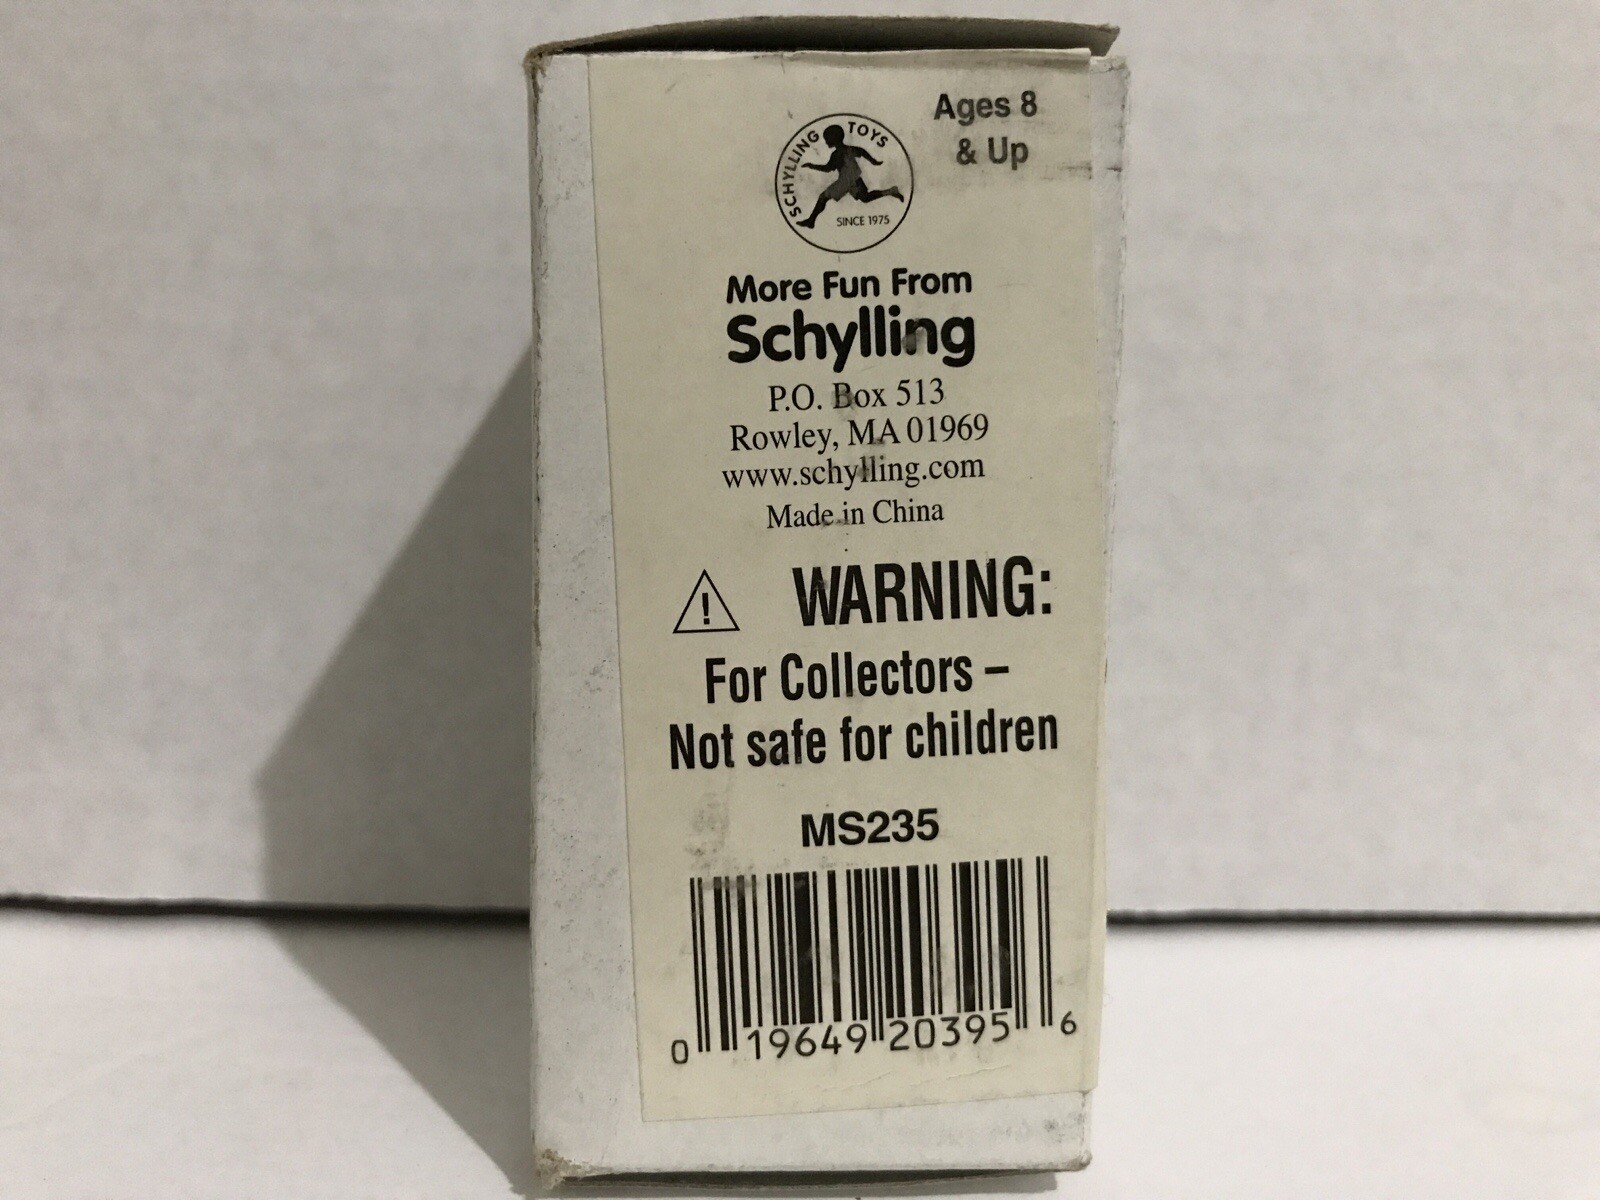 Ages 8
& Up
SCHYLLING TOYS
SINCE 1975
More Fun From
Schylling
P.O. Box 513
Rowley, MA 01969
www.schylling.com
Made in China
! WARNING:
For Collectors –
Not safe for children
MS235
0 19649 20395 6